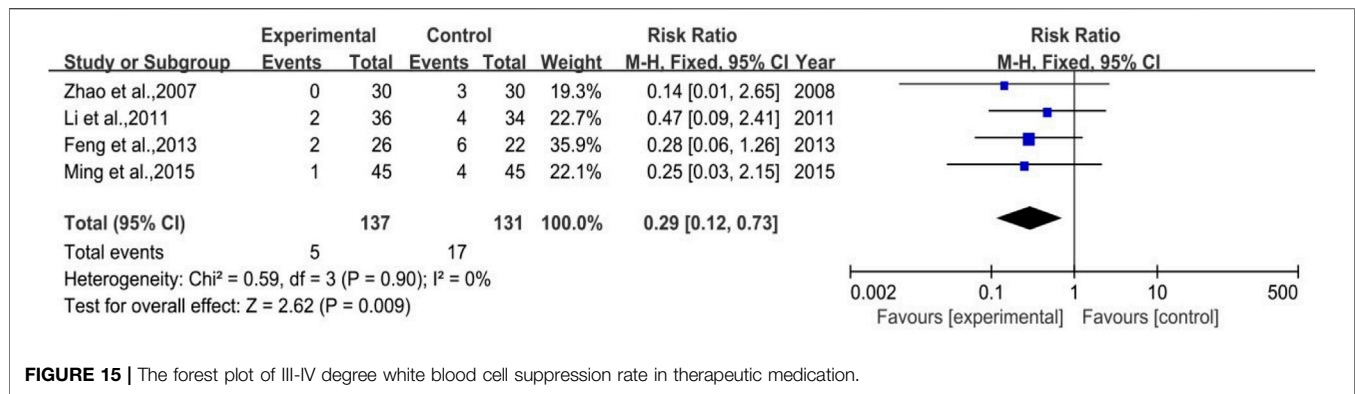 Experimental Control Risk Ratio Risk Ratio
Study or Subgroup Events Total Events Total Weight M-H, Fixed, 95% CI Year M-H, Fixed, 95% CI
Zhao et al.,2007 0 30 3 30 19.3% 0.14 [0.01, 2.65] 2008
Li et al.,2011 2 36 4 34 22.7% 0.47 [0.09, 2.41] 2011
Feng et al.,2013 2 26 6 22 35.9% 0.28 [0.06, 1.26] 2013
Ming et al.,2015 1 45 4 45 22.1% 0.25 [0.03, 2.15] 2015
Total (95% CI) 137 131 100.0% 0.29 [0.12, 0.73]
Total events 5 17
Heterogeneity: Chi² = 0.59, df = 3 (P = 0.90); I² = 0%
Test for overall effect: Z = 2.62 (P = 0.009)
0.002 0.1 1 10 500
Favours [experimental] Favours [control]
FIGURE 15 | The forest plot of III-IV degree white blood cell suppression rate in therapeutic medication.